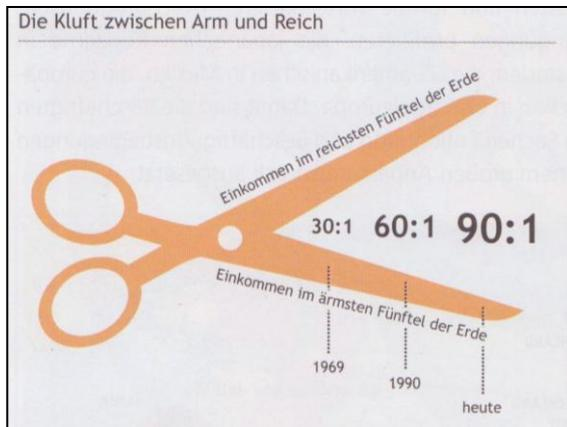 Die Kluft zwischen Arm und Reich
Einkommen im reichsten Fünftel der Erde
30:1 60:1 90:1
Einkommen im ärmsten Fünftel der Erde
1969
1990
heute